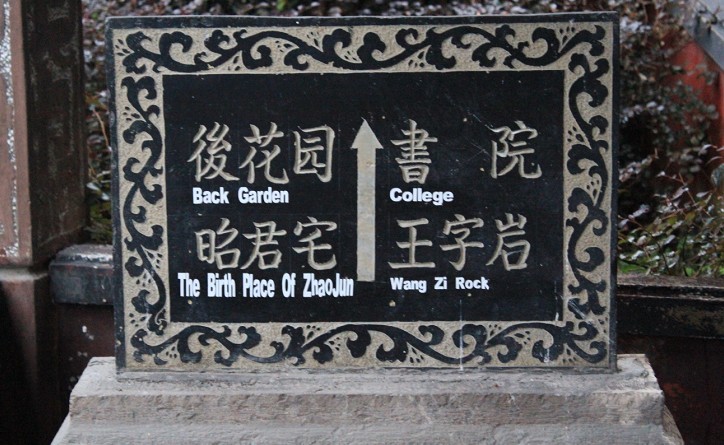 後花园 書 院
Back Garden College
昭君宅 王字岩
The Birth Place Of ZhaoJun Wang Zi Rock